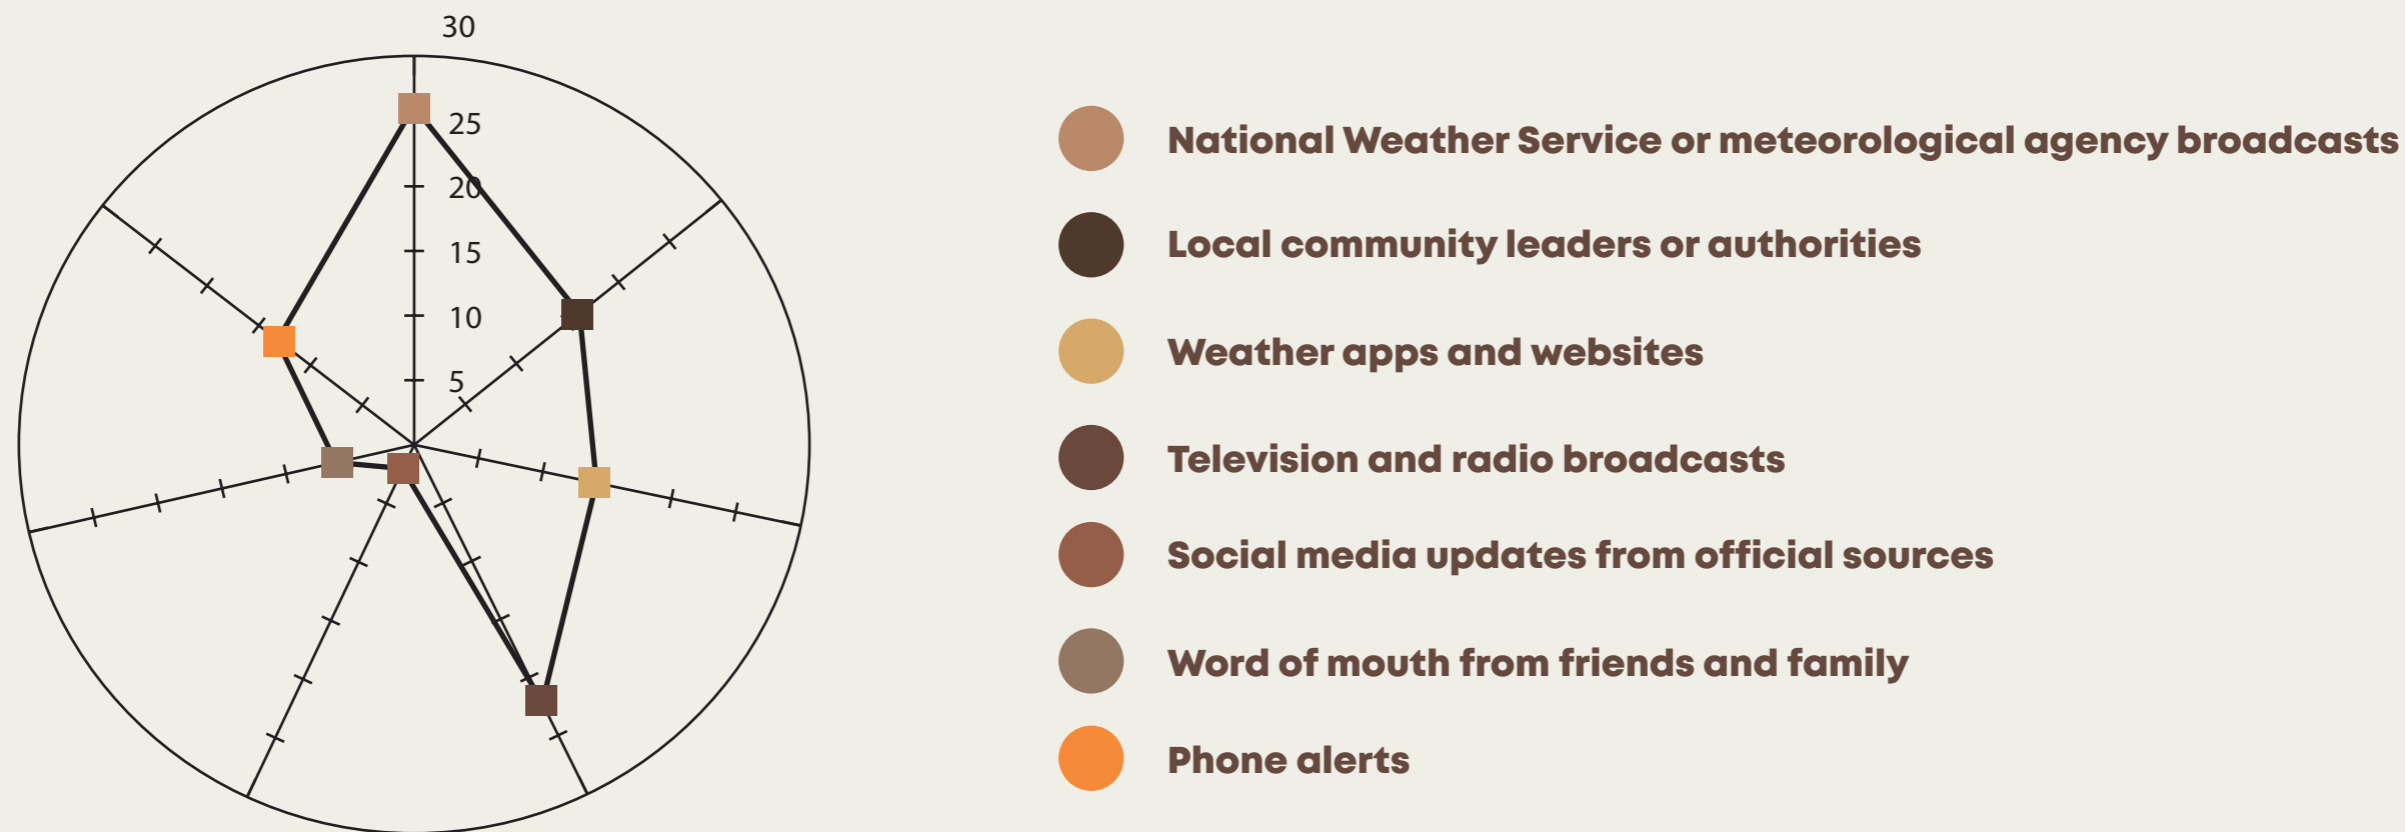 30
25
20
15
10
5
National Weather Service or meteorological agency broadcasts
Local community leaders or authorities
Weather apps and websites
Television and radio broadcasts
Social media updates from official sources
Word of mouth from friends and family
Phone alerts